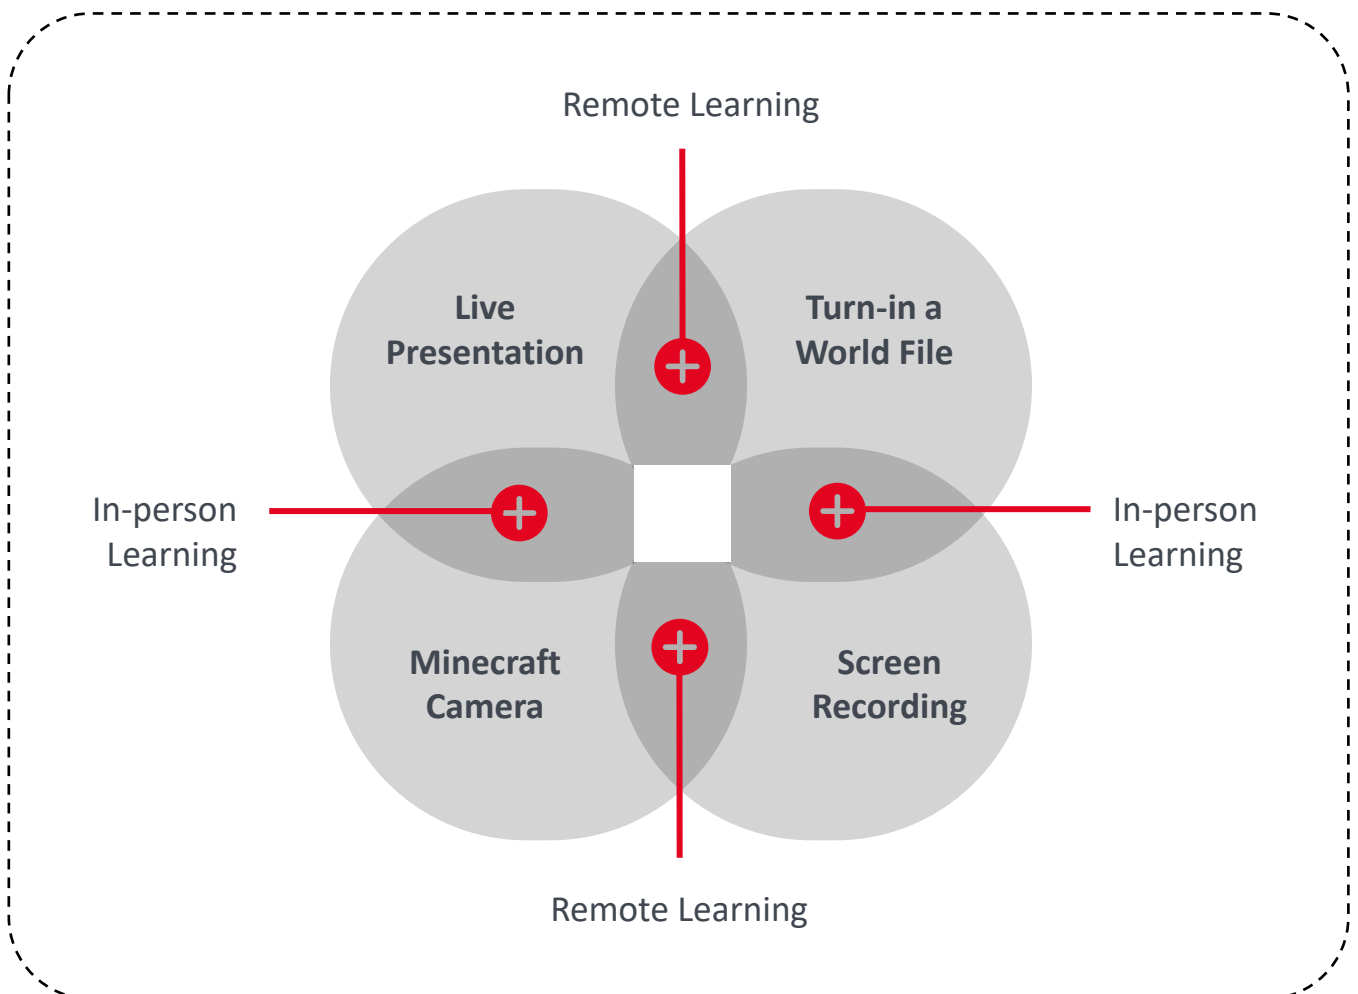 Remote Learning
Live
Presentation
Turn-in a
World File
In-person
Learning
In-person
Learning
Minecraft
Camera
Screen
Recording
Remote Learning